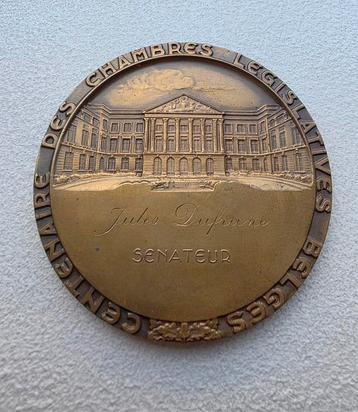 CENTENAIRE DES CHAMBRES LEGISLATIVES BELGES
Jules Dufrane
SENATEUR